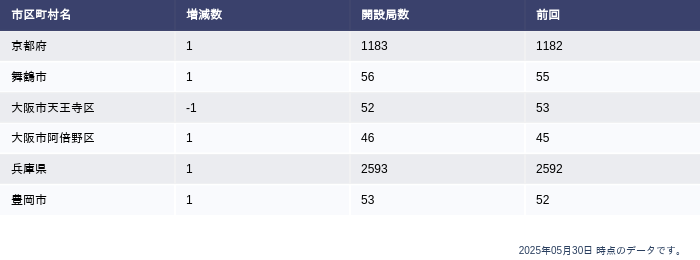 市区町村名 増減数 開設局数 前回
京都府 1 1183 1182
舞鶴市 1 56 55
大阪市天王寺区 -1 52 53
大阪市阿倍野区 1 46 45
兵庫県 1 2593 2592
豊岡市 1 53 52
2025年05月30日 時点のデータです。